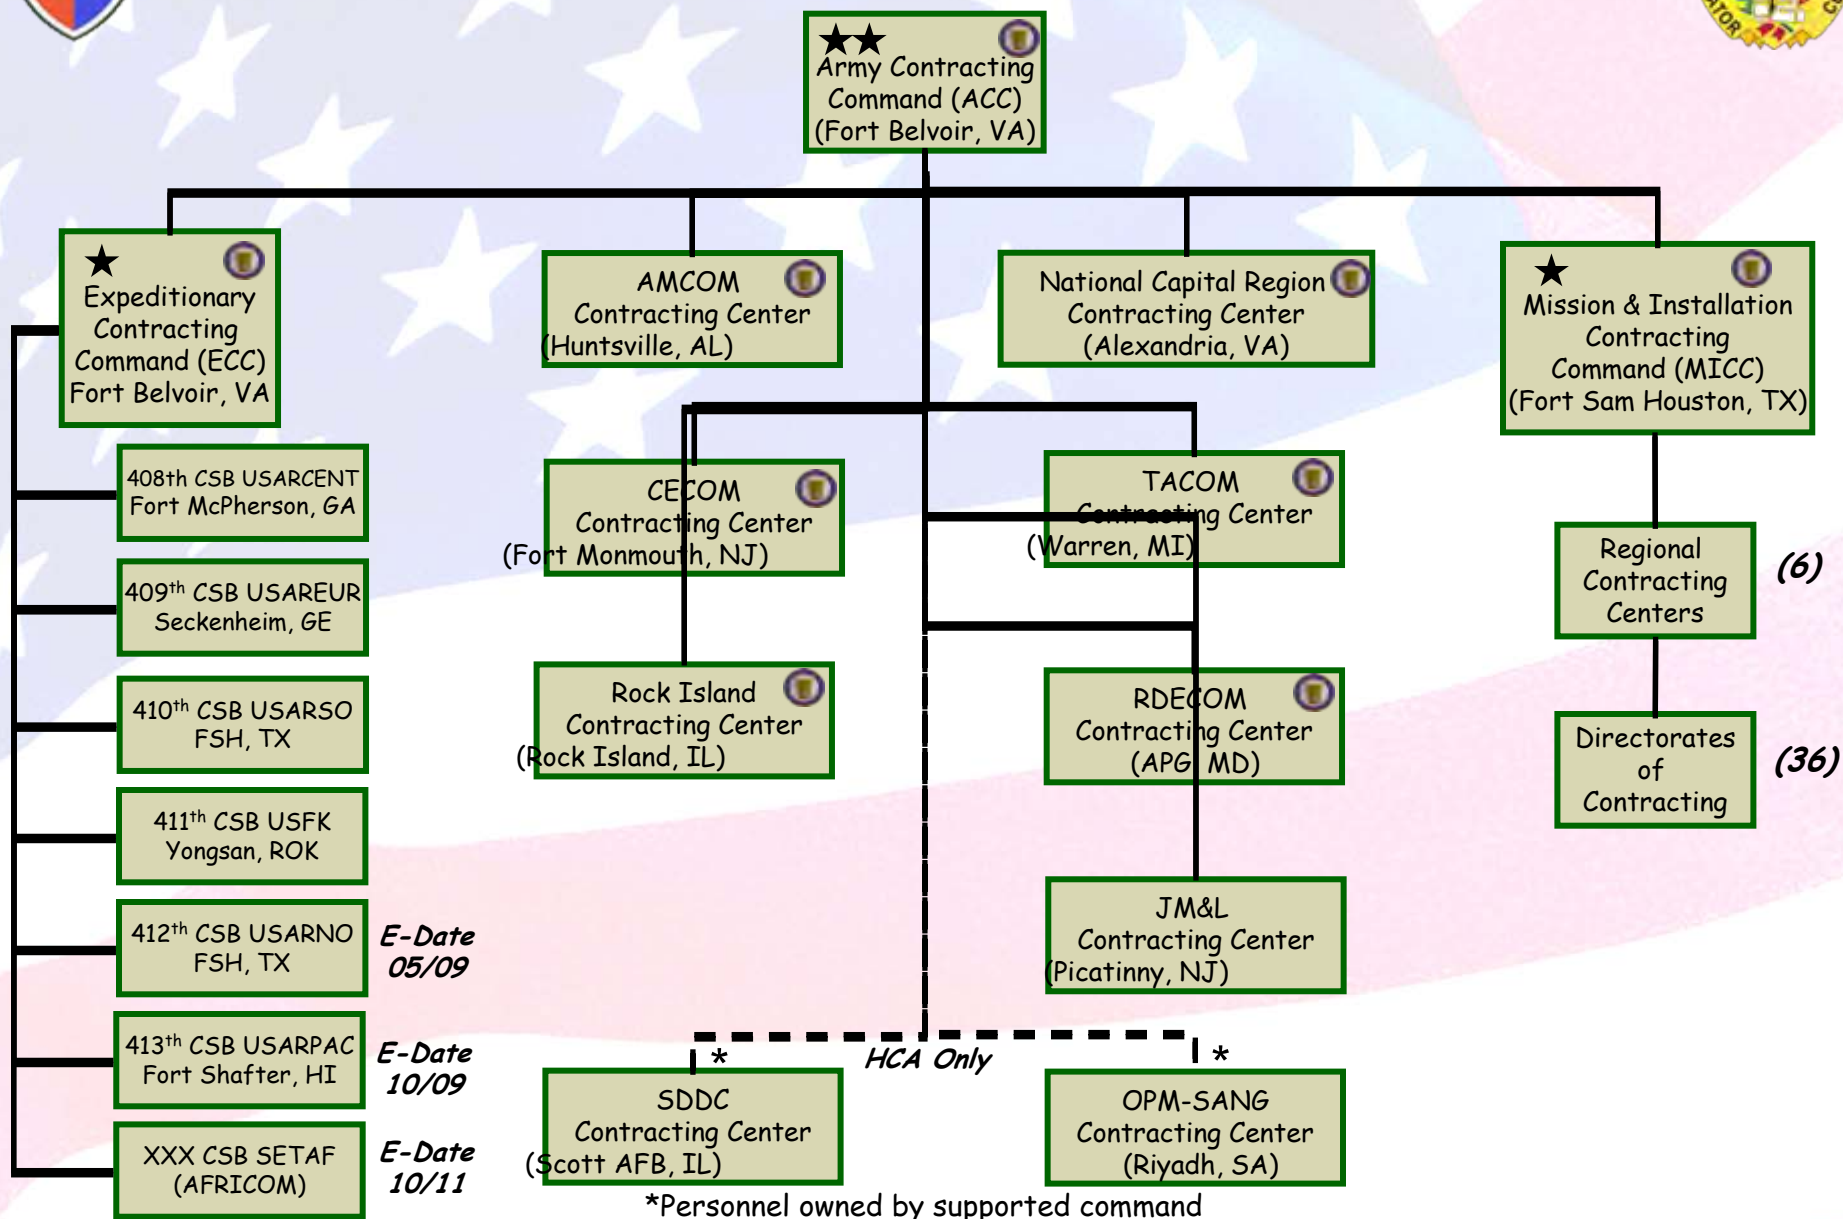 ATOR
C
Army Contracting
Command (ACC)
(Fort Belvoir, VA)
Expeditionary
Contracting
Command (ECC)
Fort Belvoir, VA
AMCOM
Contracting Center
(Huntsville, AL)
National Capital Region
Contracting Center
(Alexandria, VA)
Mission & Installation
Contracting
Command (MICC)
(Fort Sam Houston, TX)
408th CSB USARCENT
Fort McPherson, GA
409th CSB USAREUR
Seckenheim, GE
410th CSB USARSO
FSH, TX
411th CSB USFK
Yongsan, ROK
412th CSB USARNO
FSH, TX
E-Date
05/09
413th CSB USARPAC
Fort Shafter, HI
E-Date
10/09
XXX CSB SETAF
(AFRICOM)
E-Date
10/11
CECOM
Contracting Center
(Fort Monmouth, NJ)
TACOM
Contracting Center
(Warren, MI)
Rock Island
Contracting Center
(Rock Island, IL)
RDECOM
Contracting Center
(APG, MD)
JM&L
Contracting Center
(Picatinny, NJ)
Regional
Contracting
Centers
(6)
Directorates
of
Contracting
(36)
HCA Only
*
SDDC
Contracting Center
(Scott AFB, IL)
*
OPM-SANG
Contracting Center
(Riyadh, SA)
*Personnel owned by supported command